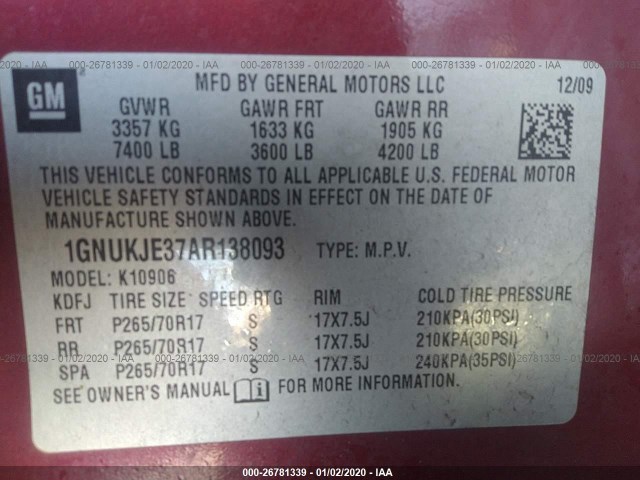 000-26781339 - 01/02/2020 - IAA
GM
MFD BY GENERAL MOTORS LLC 12/09
GVWR GAWR FRT GAWR RR
3357 KG 1633 KG 1905 KG
7400 LB 3600 LB 4200 LB
THIS VEHICLE CONFORMS TO ALL APPLICABLE U.S. FEDERAL MOTOR
VEHICLE SAFETY STANDARDS IN EFFECT ON THE DATE OF
MANUFACTURE SHOWN ABOVE.
1GNUKJE37AR138093 TYPE: M.P.V.
MODEL: K10906
KDFJ TIRE SIZE SPEED RTG RIM COLD TIRE PRESSURE
FRT P265/70R17 S 17X7.5J 210KPA(30PSI)
RR P265/70R17 S 17X7.5J 210KPA(30PSI)
SPA P265/70R17 S 17X7.5J 240KPA(35PSI)
SEE OWNER'S MANUAL FOR MORE INFORMATION.
000-26781339 - 01/02/2020 - IAA